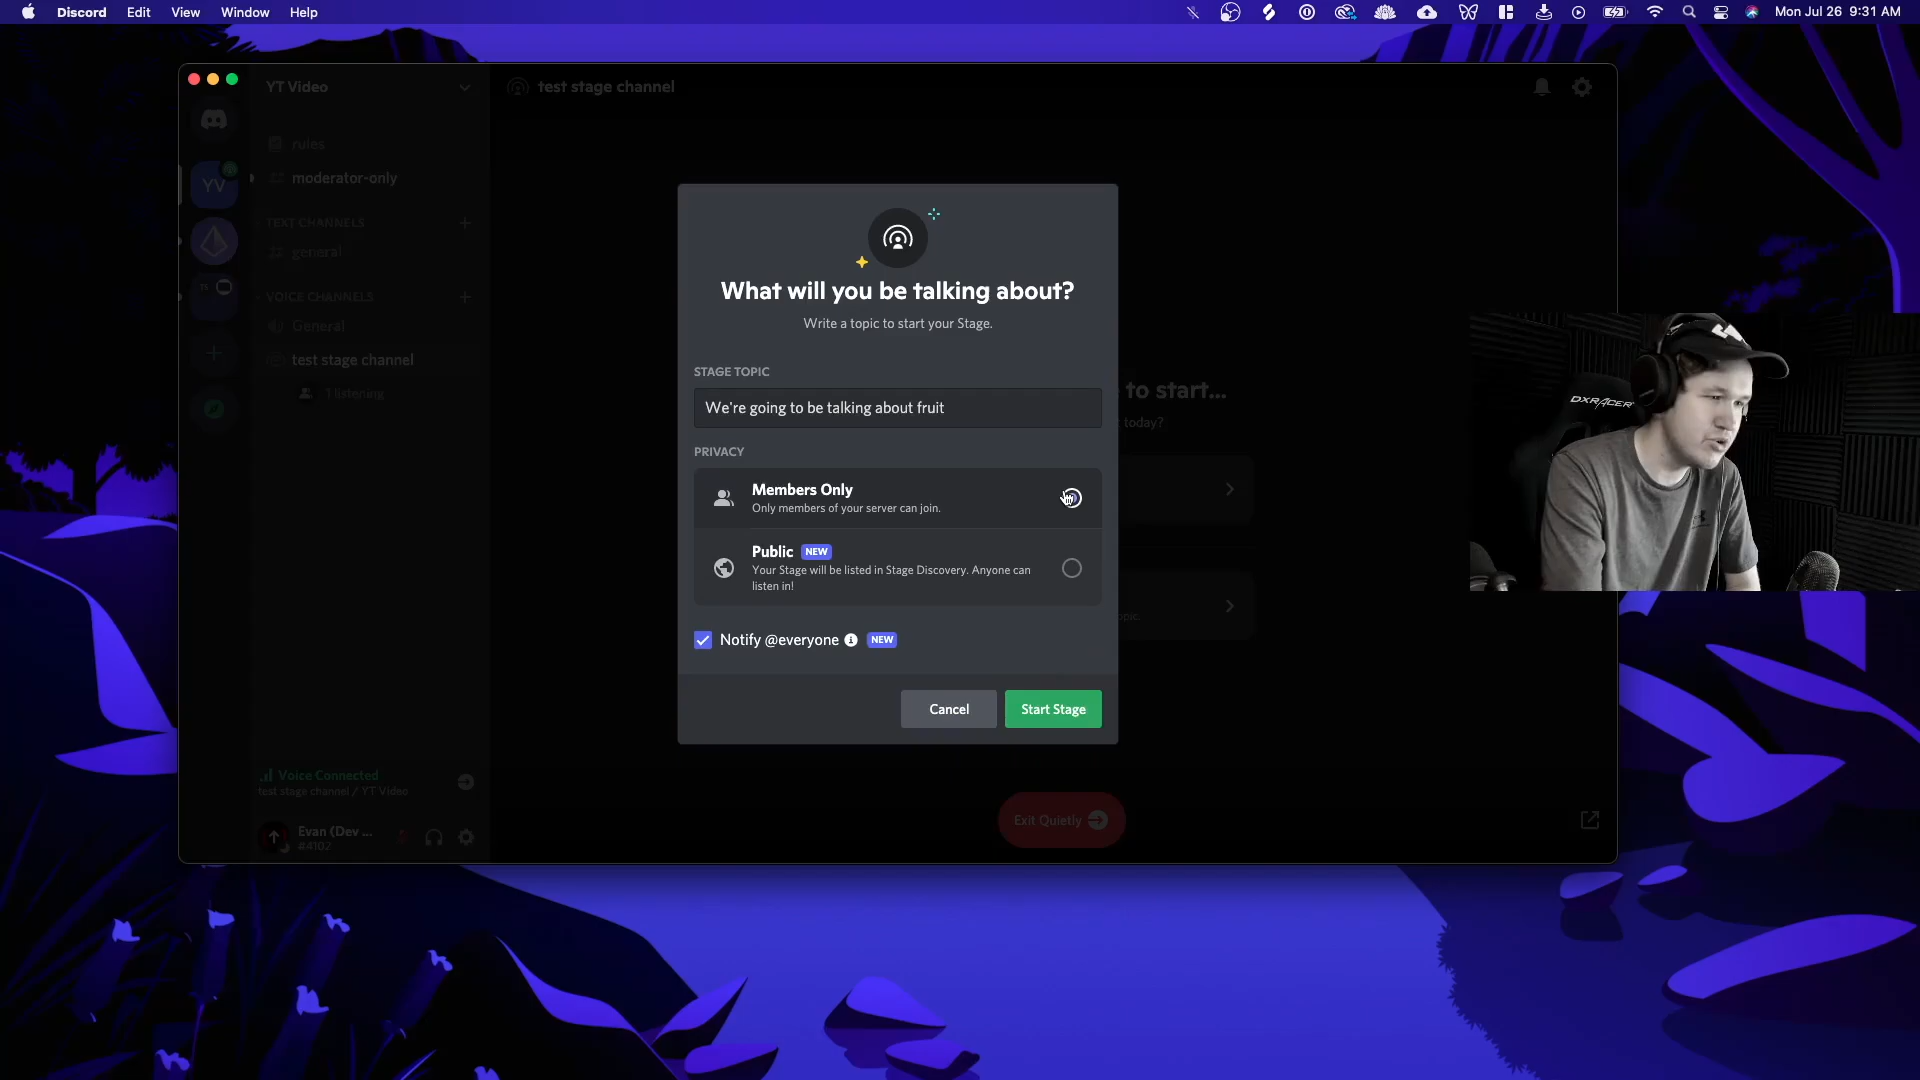 Discord Edit View Window Help Mon Jul 26 9:31 AM
YT Video
test stage channel
rules
YV
moderator-only
TEXT CHANNELS
general
VOICE CHANNELS
General
test stage channel
1 listening
What will you be talking about?
Write a topic to start your Stage.
STAGE TOPIC
We're going to be talking about fruit
PRIVACY
Members Only
Only members of your server can join.
Public NEW
Your Stage will be listed in Stage Discovery. Anyone can
listen in!
Notify @everyone NEW
Cancel Start Stage
to start...
today?
topic.
Voice Connected
test stage channel / YT Video
Evan (Dev ...
#4102
Exit Quietly
DXRACER